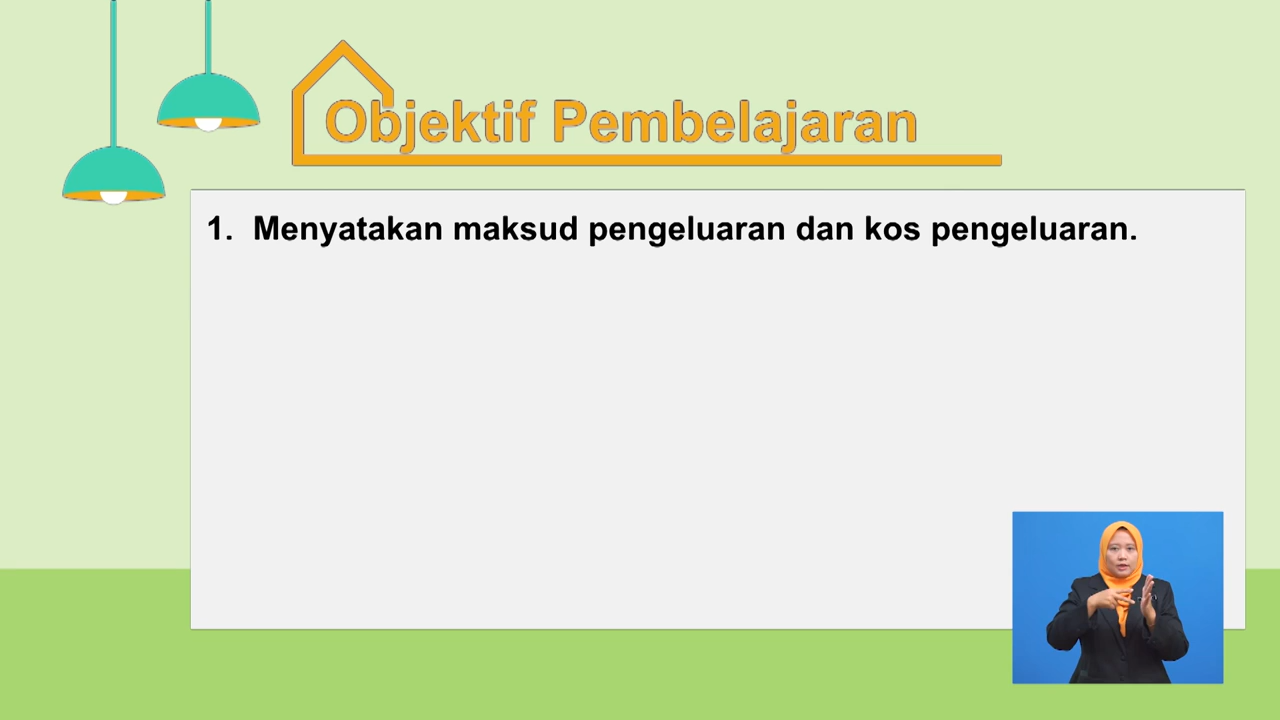 Objektif Pembelajaran
1. Menyatakan maksud pengeluaran dan kos pengeluaran.